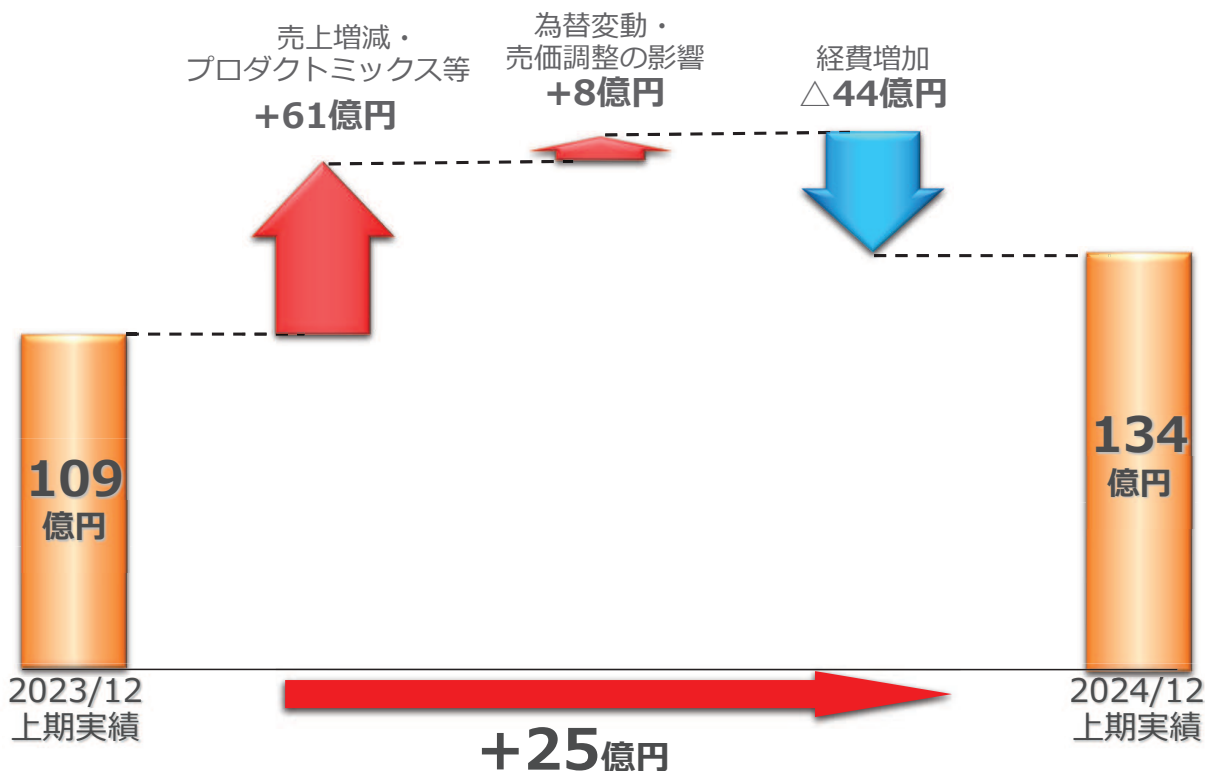 売上増減・
プロダクトミックス等
+61億円
為替変動・
売価調整の影響
+8億円
経費増加
△44億円
109
億円
134
億円
2023/12
上期実績
2024/12
上期実績
+25億円